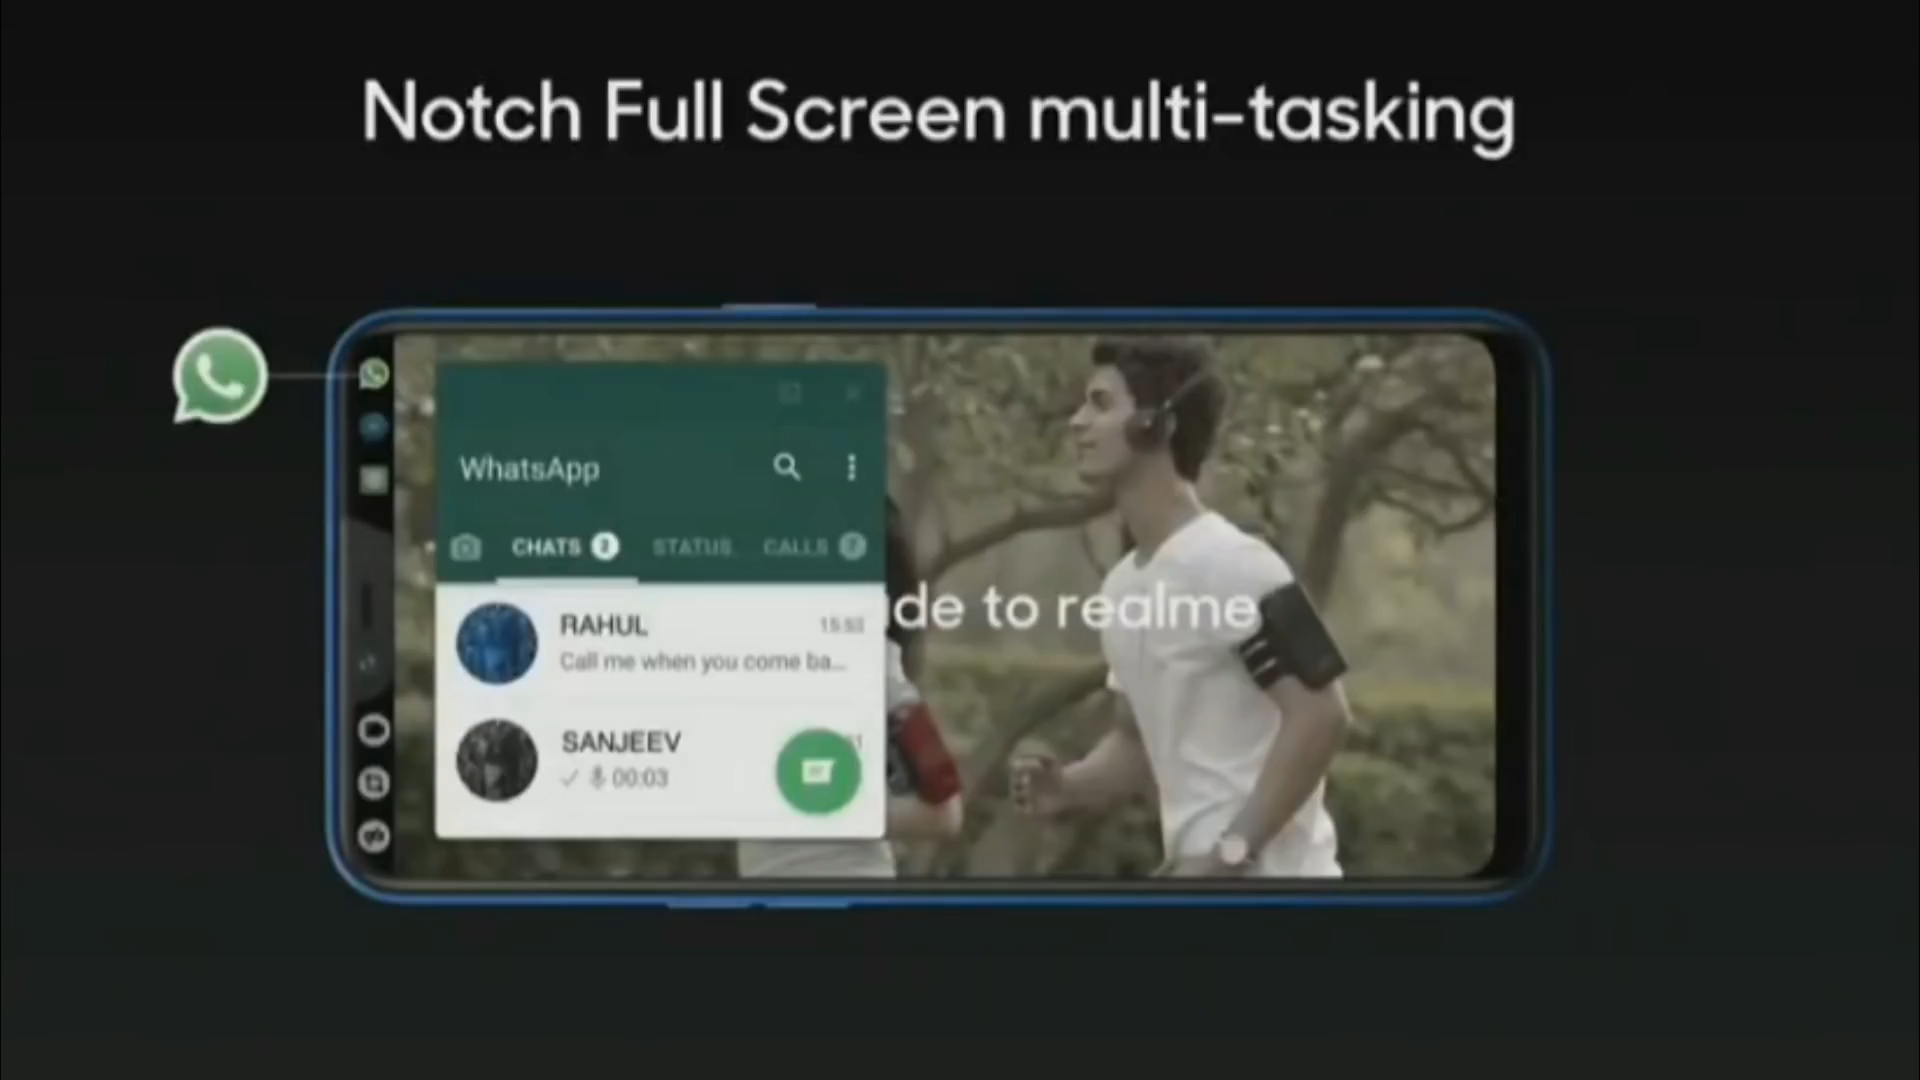 Notch Full Screen multi-tasking
WhatsApp
CHATS 2
STATUS
CALLS
de to realme
RAHUL
Call me when you come ba...
SANJEEV
00:03